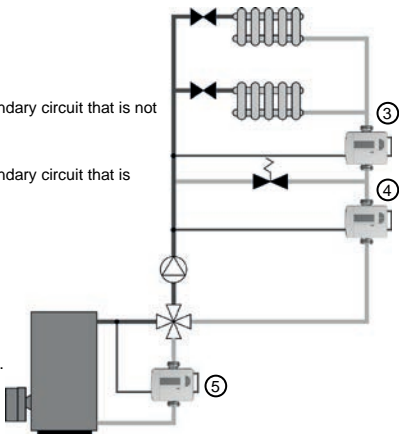 ndary circuit that is not
③
ndary circuit that is
④
.
⑤